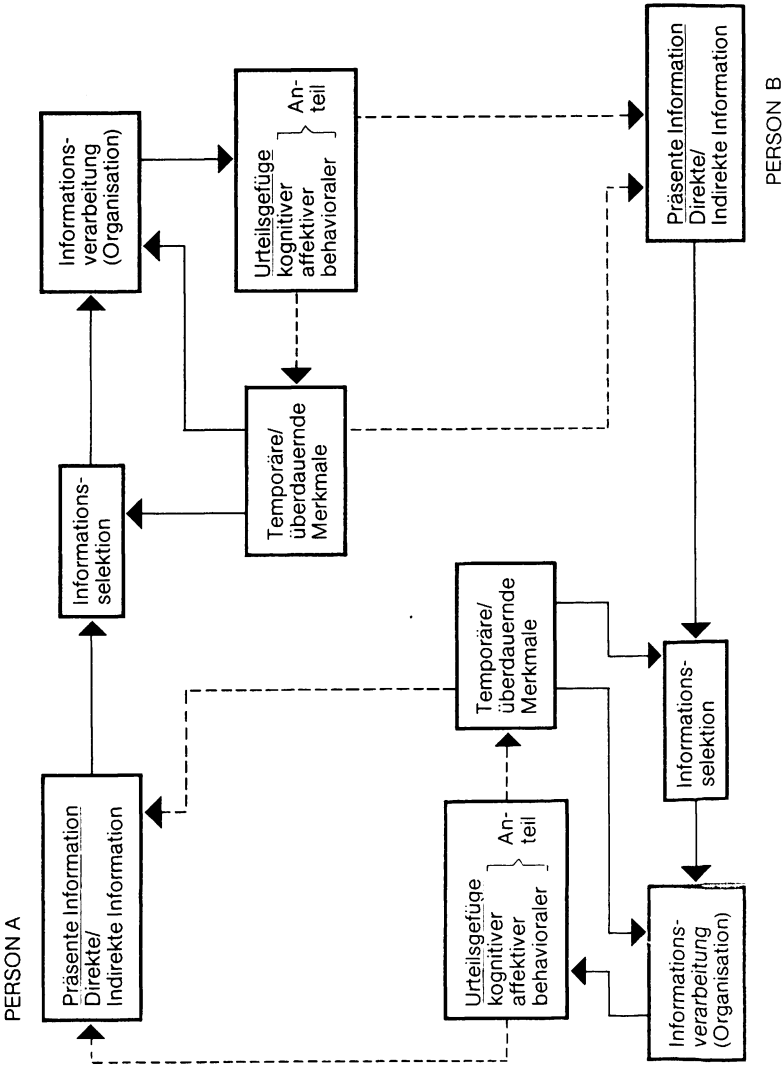 PERSON A
Präsente Information
Direkte/
Indirekte Information
Informations-
selektion
Informations-
verarbeitung
(Organisation)
Temporäre/
überdauernde
Merkmale
Urteilsgefüge
kognitiver
affektiver
behavioraler
An-
teil
Urteilsgefüge
kognitiver
affektiver
behavioraler
An-
teil
Temporäre/
überdauernde
Merkmale
Informations-
verarbeitung
(Organisation)
Informations-
selektion
Präsente Information
Direkte/
Indirekte Information
PERSON B